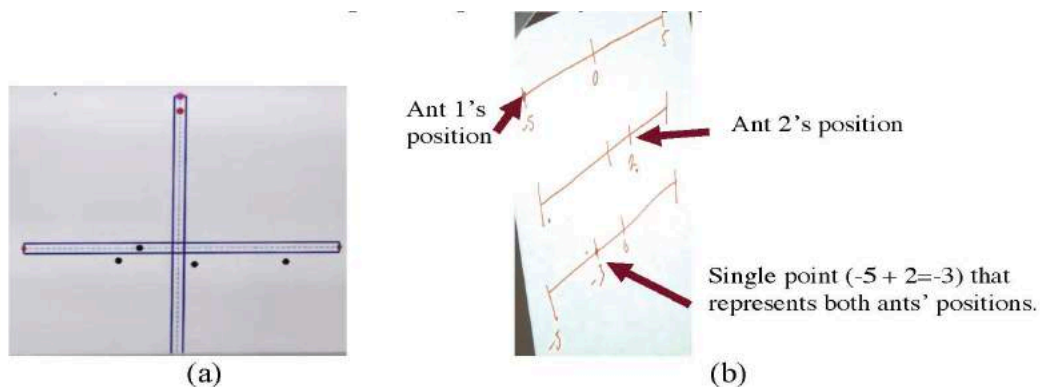 5
0
Ant 1's
position
-5
Ant 2's position
2
0
-3
Single point (-5 + 2=-3) that
represents both ants' positions.
-5
(a)
(b)